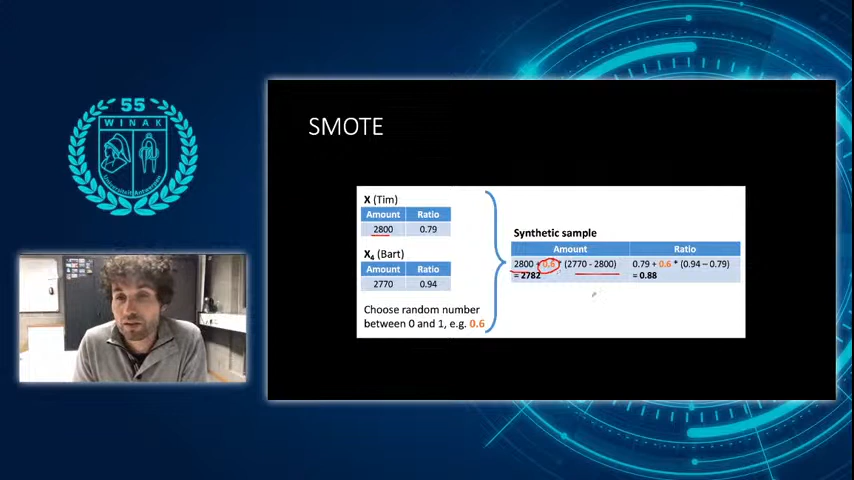 55
WINAK
Universiteit Antwerpen
SMOTE
X (Tim)
Amount Ratio
2800 0.79
X₄ (Bart)
Amount Ratio
2770 0.94
Choose random number
between 0 and 1, e.g. 0.6
Synthetic sample
Amount Ratio
2800 + 0.6 * (2770 - 2800) 0.79 + 0.6 * (0.94 – 0.79)
= 2782 = 0.88